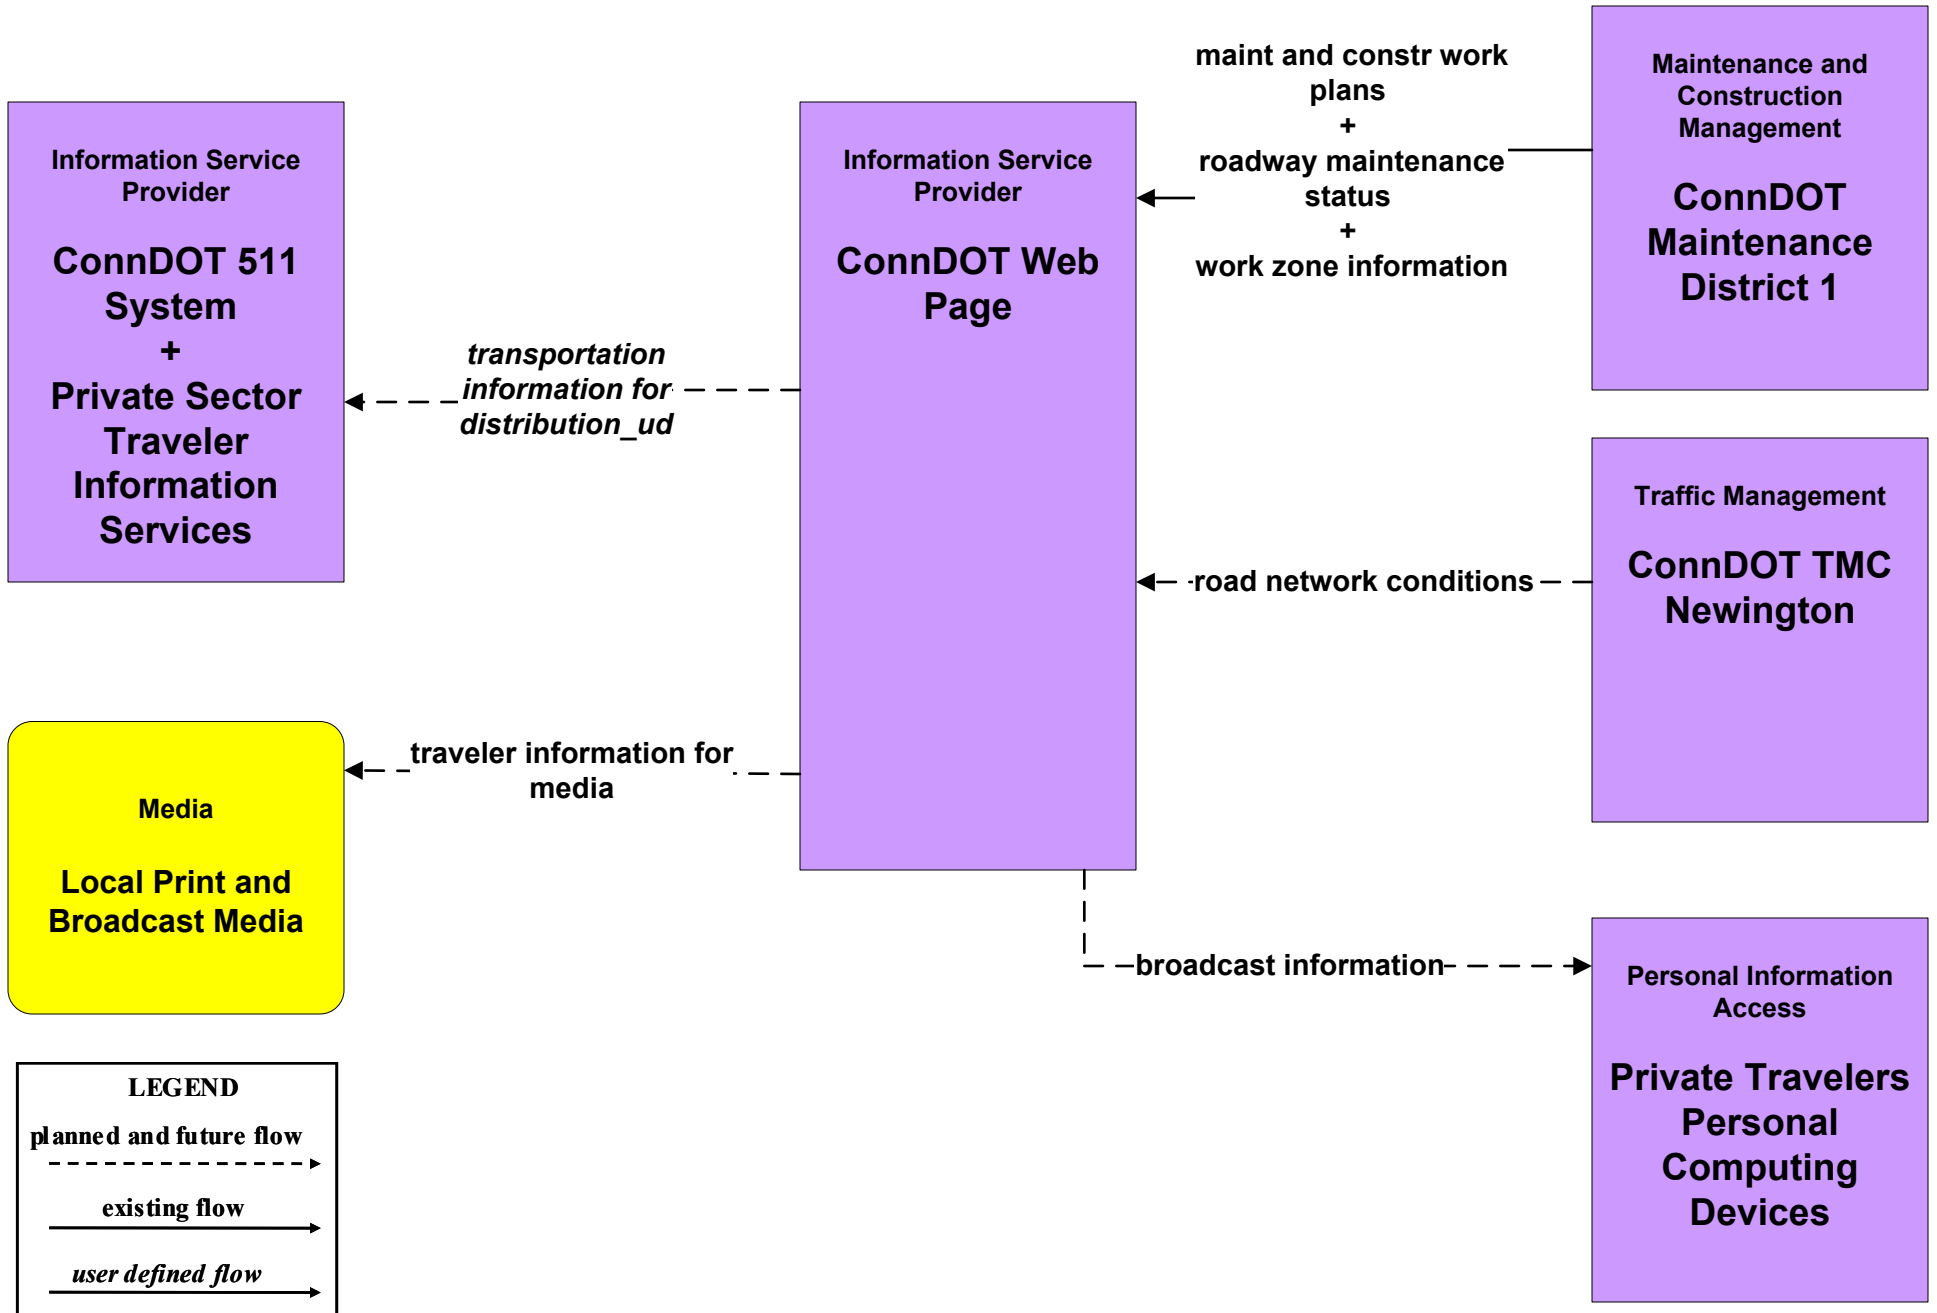 Information Service
Provider
ConnDOT 511
System
+
Private Sector
Traveler
Information
Services
transportation
information for
distribution_ud
Information Service
Provider
ConnDOT Web
Page
maint and constr work
plans
+
roadway maintenance
status
+
work zone information
Maintenance and
Construction
Management
ConnDOT
Maintenance
District 1
road network conditions
Traffic Management
ConnDOT TMC
Newington
Media
Local Print and
Broadcast Media
traveler information for
media
broadcast information
Personal Information
Access
Private Travelers
Personal
Computing
Devices
LEGEND
planned and future flow
existing flow
user defined flow